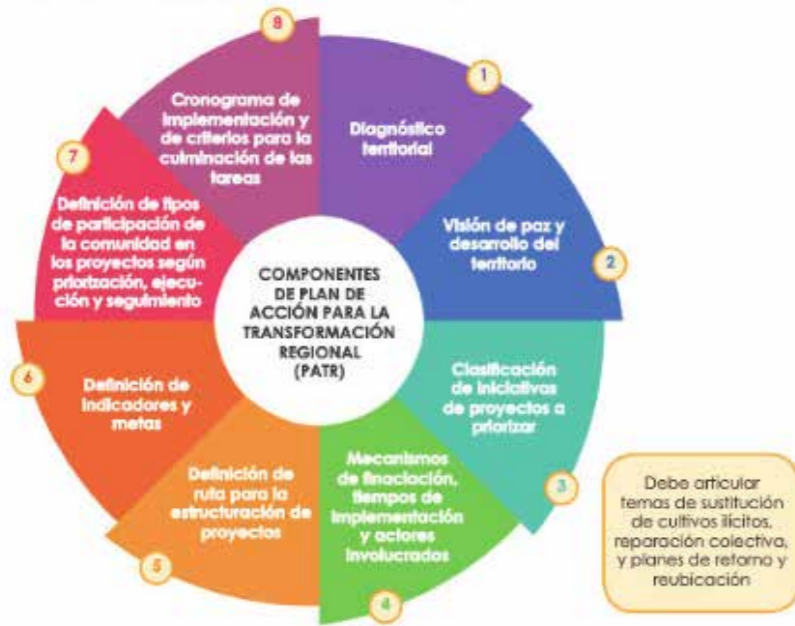 COMPONENTES
DE PLAN DE
ACCIÓN PARA LA
TRANSFORMACIÓN
REGIONAL
(PATR)
1
Diagnóstico
territorial
2
Visión de paz y
desarrollo del
territorio
3
Clasificación
de iniciativas
de proyectos a
priorizar
4
Mecanismos
de finaciación,
tiempos de
implementación
y actores
involucrados
5
Definición de
ruta para la
estructuración de
proyectos
6
Definición de
indicadores y
metas
7
Definición de tipos
de participación de
la comunidad en
los proyectos según
priorización, ejecu-
ción y seguimiento
8
Cronograma de
implementación y
de criterios para la
culminación de las
tareas
Debe articular
temas de sustitución
de cultivos ilícitos,
reparación colectiva,
y planes de retorno y
reubicación